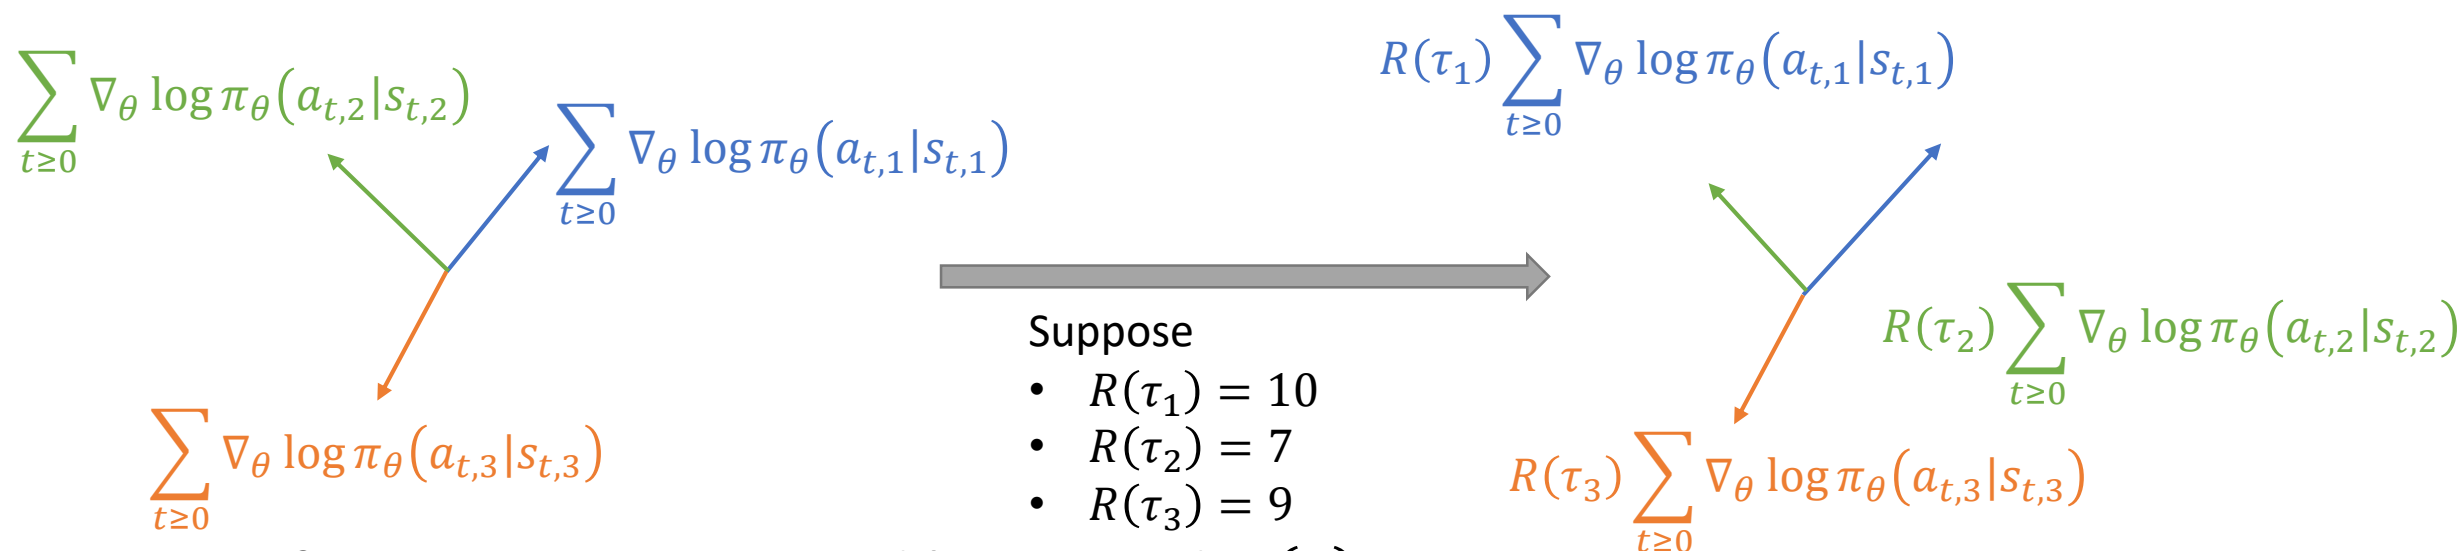 ∑_{t≥0} ∇_θ log π_θ(a_{t,2}|s_{t,2})
∑_{t≥0} ∇_θ log π_θ(a_{t,1}|s_{t,1})
∑_{t≥0} ∇_θ log π_θ(a_{t,3}|s_{t,3})
Suppose
• R(τ_1) = 10
• R(τ_2) = 7
• R(τ_3) = 9
R(τ_1) ∑_{t≥0} ∇_θ log π_θ(a_{t,1}|s_{t,1})
R(τ_2) ∑_{t≥0} ∇_θ log π_θ(a_{t,2}|s_{t,2})
R(τ_3) ∑_{t≥0} ∇_θ log π_θ(a_{t,3}|s_{t,3})